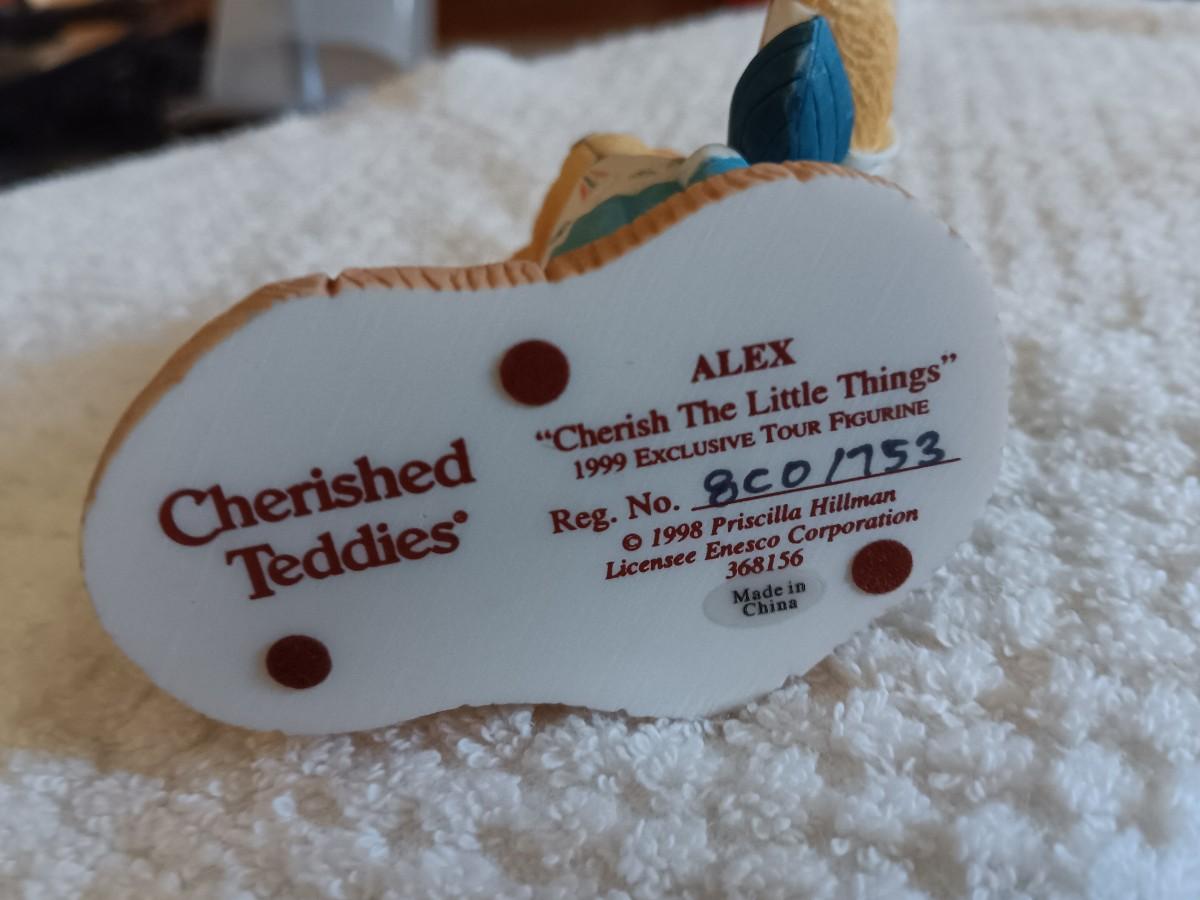 Cherished
Teddies®
ALEX
“Cherish The Little Things”
1999 EXCLUSIVE TOUR FIGURINE
Reg. No. 8C0/753
© 1998 Priscilla Hillman
Licensee Enesco Corporation
368156
Made in
China